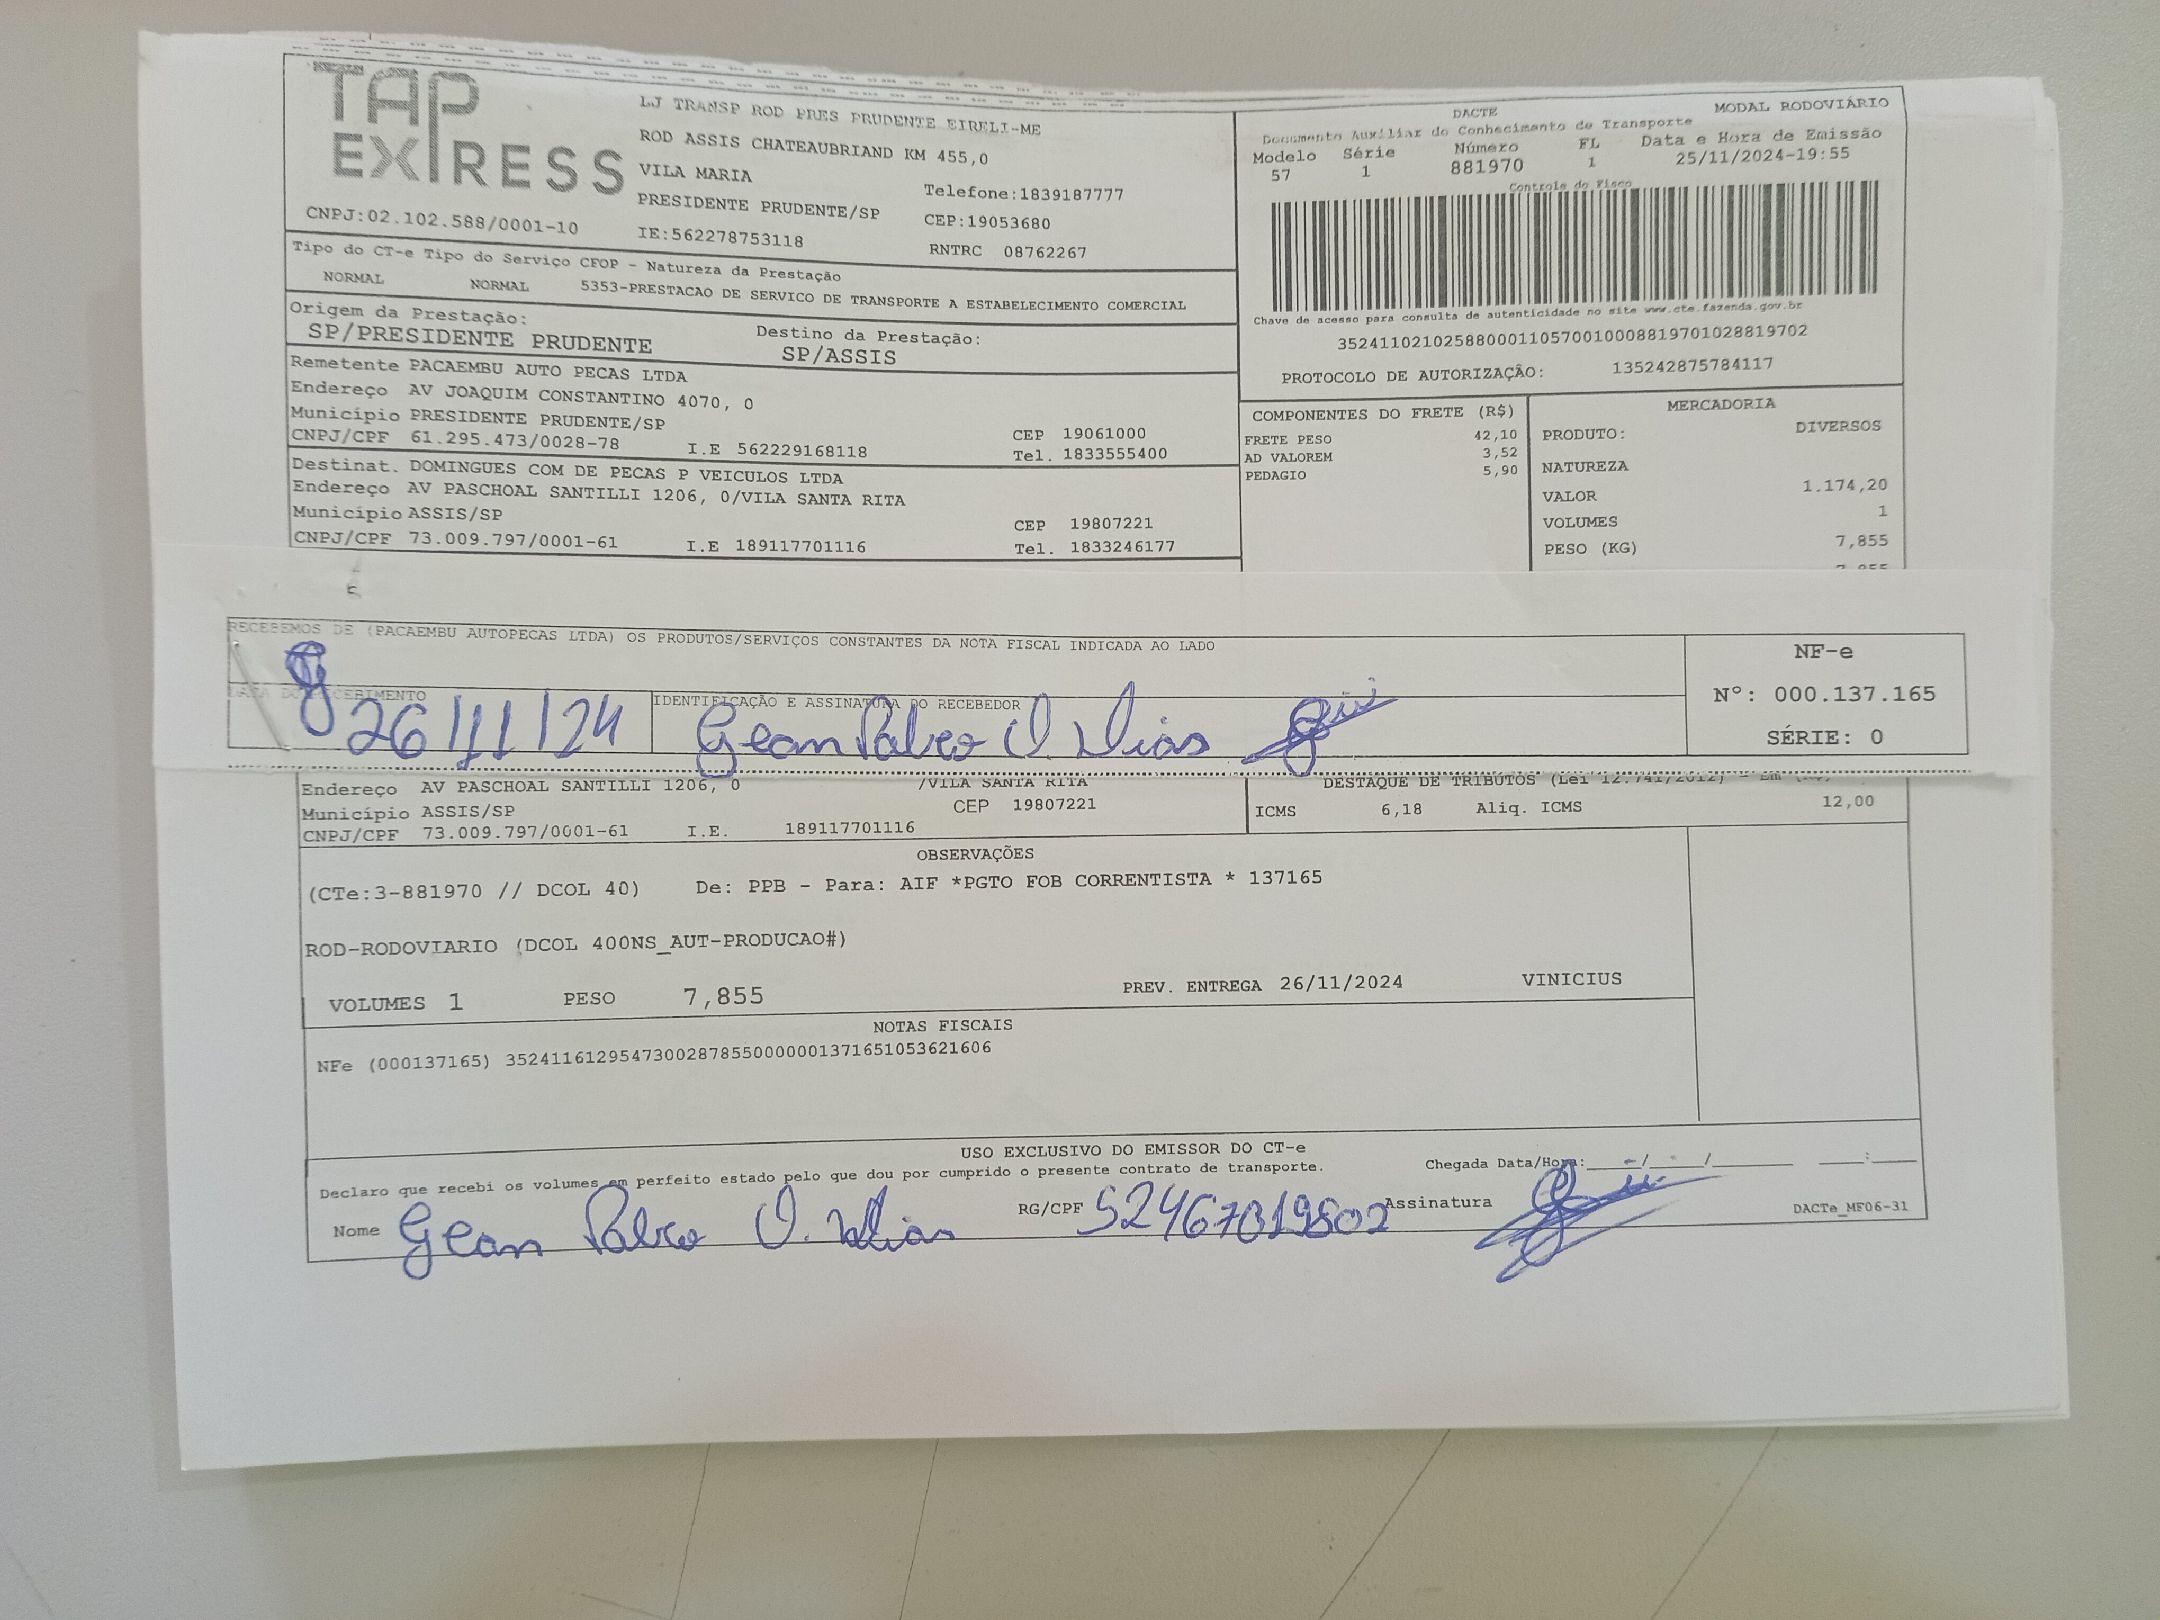 TAP EXPRESS
LJ TRANSP ROD PRES PRUDENTE EIRELI-ME
ROD ASSIS CHATEAUBRIAND KM 455,0
VILA MARIA
Telefone:1839187777
PRESIDENTE PRUDENTE/SP
CEP:19053680
CNPJ:02.102.588/0001-10
IE:562278753118
RNTRC 08762267
DACTE
MODAL RODOVIÁRIO
Documento Auxiliar do Conhecimento de Transporte
Modelo Série Número FL Data e Hora de Emissão
57 1 881970 1 25/11/2024-19:55
Controle do Fisco
Chave de acesso para consulta de autenticidade no site www.cte.fazenda.gov.br
35241102102588000110570010008819701028819702
PROTOCOLO DE AUTORIZAÇÃO: 135242875784117
Tipo do CT-e Tipo do Serviço CFOP - Natureza da Prestação
NORMAL NORMAL 5353-PRESTACAO DE SERVICO DE TRANSPORTE A ESTABELECIMENTO COMERCIAL
Origem da Prestação:
SP/PRESIDENTE PRUDENTE
Destino da Prestação:
SP/ASSIS
Remetente PACAEMBU AUTO PECAS LTDA
Endereço AV JOAQUIM CONSTANTINO 4070, 0
Município PRESIDENTE PRUDENTE/SP
CEP 19061000
CNPJ/CPF 61.295.473/0028-78 I.E 562229168118 Tel. 1833555400
Destinat. DOMINGUES COM DE PECAS P VEICULOS LTDA
Endereço AV PASCHOAL SANTILLI 1206, 0/VILA SANTA RITA
Município ASSIS/SP CEP 19807221
CNPJ/CPF 73.009.797/0001-61 I.E 189117701116 Tel. 1833246177
COMPONENTES DO FRETE (R$)
FRETE PESO 42,10
AD VALOREM 3,52
PEDAGIO 5,90
MERCADORIA
PRODUTO: DIVERSOS
NATUREZA
VALOR 1.174,20
VOLUMES 1
PESO (KG) 7,855
RECEBEMOS DE (PACAEMBU AUTOPECAS LTDA) OS PRODUTOS/SERVIÇOS CONSTANTES DA NOTA FISCAL INDICADA AO LADO
DATA DO RECEBIMENTO
26/11/24
IDENTIFICAÇÃO E ASSINATURA DO RECEBEDOR
Gean Pablo O. Dias
NF-e
Nº: 000.137.165
SÉRIE: 0
Endereço AV PASCHOAL SANTILLI 1206, 0 /VILA SANTA RITA
Município ASSIS/SP CEP 19807221
CNPJ/CPF 73.009.797/0001-61 I.E. 189117701116
DESTAQUE DE TRIBUTOS (Lei 12.741/2012) - Em
ICMS 6,18 Aliq. ICMS 12,00
OBSERVAÇÕES
(CTe:3-881970 // DCOL 40) De: PPB - Para: AIF *PGTO FOB CORRENTISTA * 137165
ROD-RODOVIARIO (DCOL 400NS_AUT-PRODUCAO#)
VOLUMES 1 PESO 7,855 PREV. ENTREGA 26/11/2024 VINICIUS
NOTAS FISCAIS
NFe (000137165) 35241161295473002878550000001371651053621606
USO EXCLUSIVO DO EMISSOR DO CT-e
Declaro que recebi os volumes em perfeito estado pelo que dou por cumprido o presente contrato de transporte.
Chegada Data/Hora: / / :
Nome Gean Pablo O. Dias RG/CPF Assinatura
DACTe_MF06-31